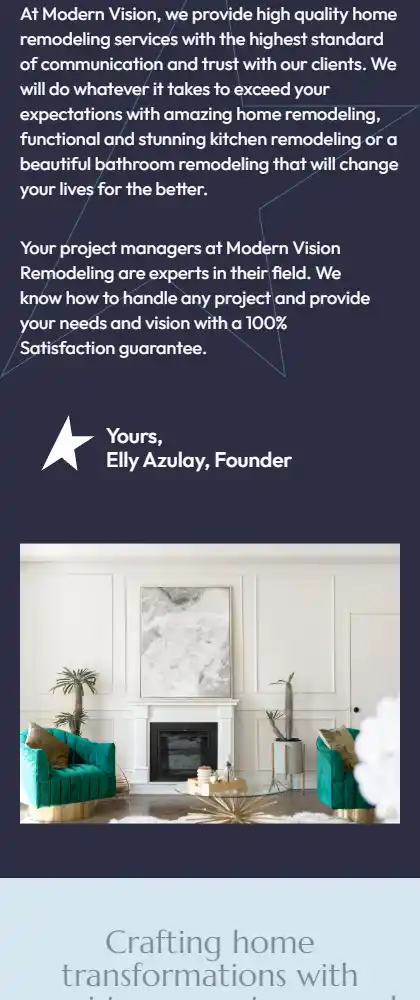 At Modern Vision, we provide high quality home
remodeling services with the highest standard
of communication and trust with our clients. We
will do whatever it takes to exceed your
expectations with amazing home remodeling,
functional and stunning kitchen remodeling or a
beautiful bathroom remodeling that will change
your lives for the better.
Your project managers at Modern Vision
Remodeling are experts in their field. We
know how to handle any project and provide
your needs and vision with a 100%
Satisfaction guarantee.
Yours,
Elly Azulay, Founder
Crafting home
transformations with